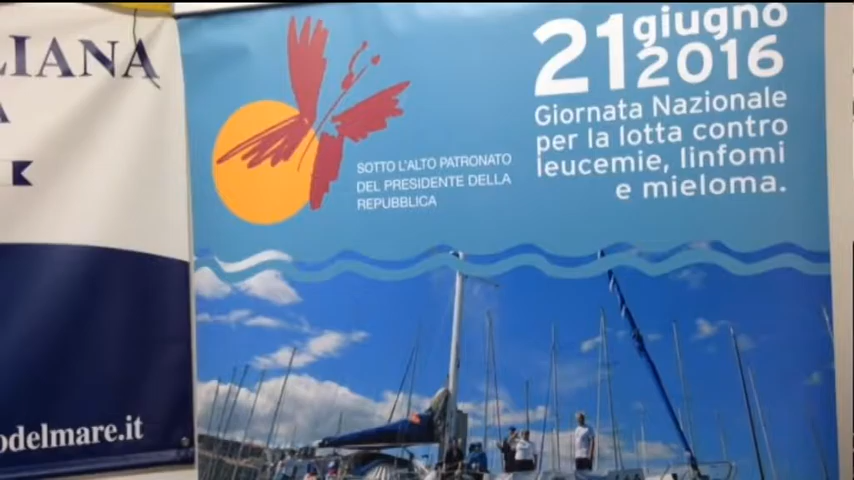 21 giugno
2016
Giornata Nazionale
per la lotta contro
leucemie, linfomi
e mieloma.
SOTTO L'ALTO PATRONATO
DEL PRESIDENTE DELLA
REPUBBLICA
LIANA
A
odelmare.it